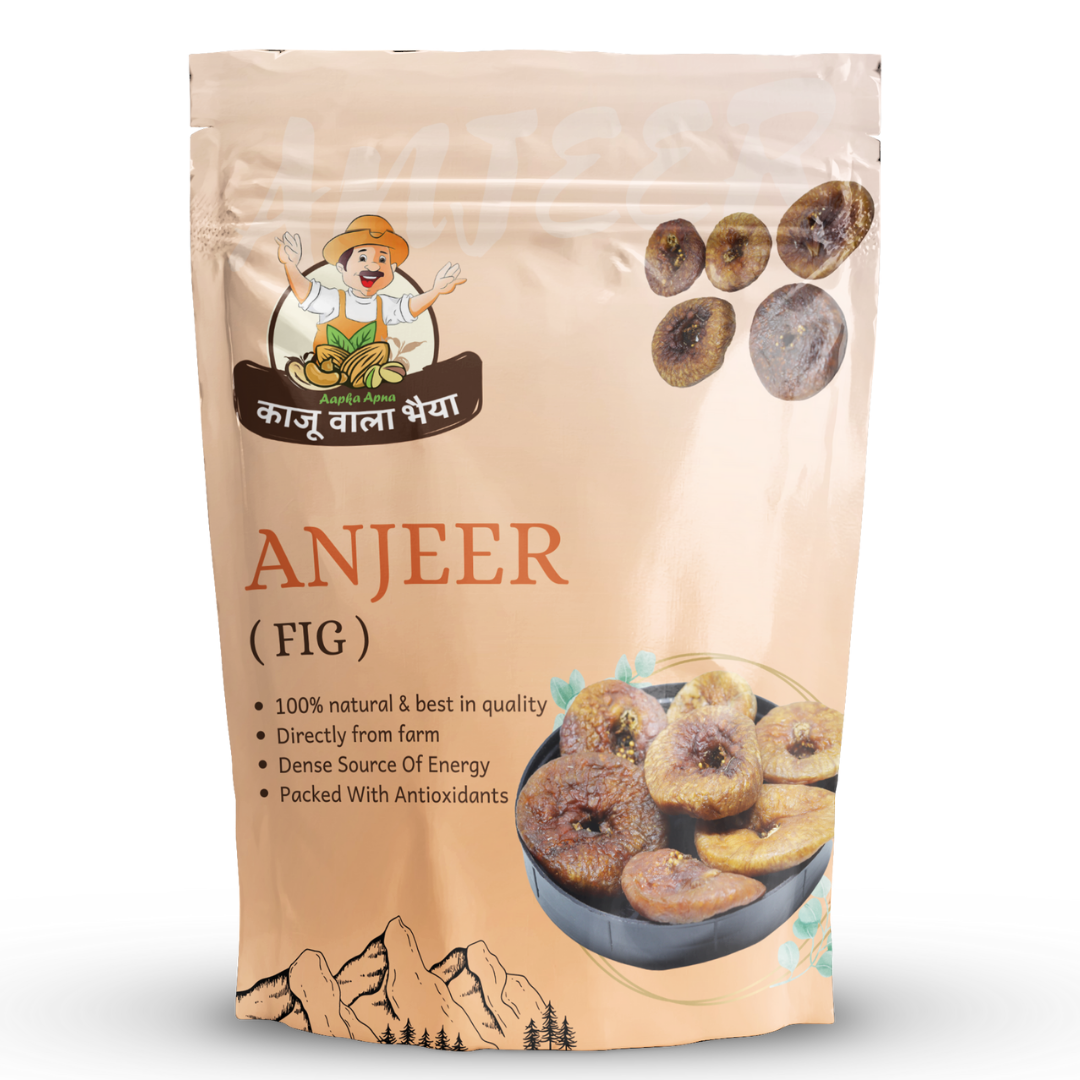 ANJEER
Aapka Apna
काजू वाला भैया
ANJEER
( FIG )
• 100% natural & best in quality
• Directly from farm
• Dense Source Of Energy
• Packed With Antioxidants